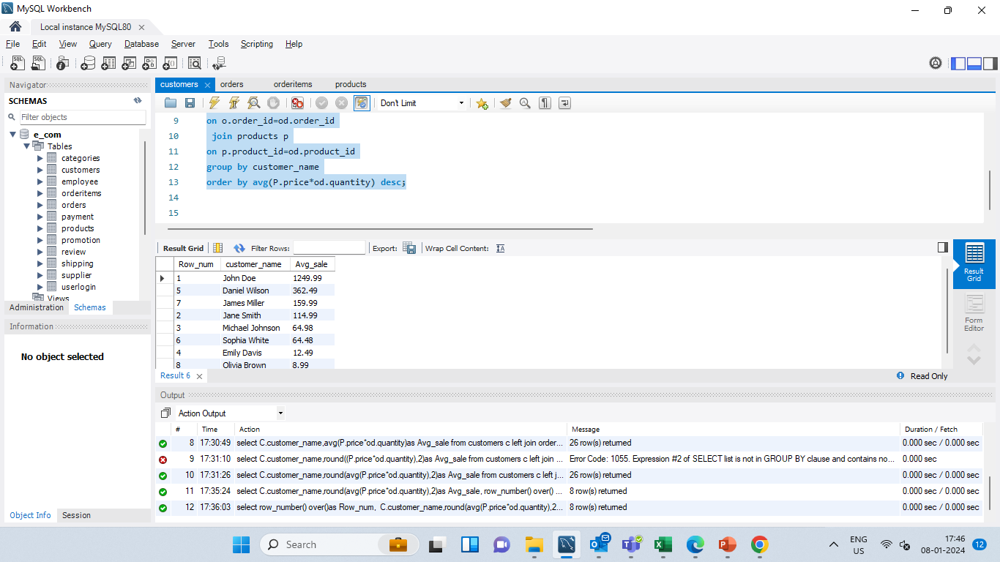 MySQL Workbench
Local instance MySQL80
File Edit View Query Database Server Tools Scripting Help
Navigator
SCHEMAS
Filter objects
e_com
Tables
categories
customers
employee
orderitems
orders
payment
products
promotion
review
shipping
supplier
userlogin
Views
Administration Schemas
Information
No object selected
Object Info Session
customers orders orderitems products
Don't Limit
9 on o.order_id=od.order_id
10 join products p
11 on p.product_id=od.product_id
12 group by customer_name
13 order by avg(P.price*od.quantity) desc;
14
15
Result Grid Filter Rows: Export: Wrap Cell Content:
Row_num customer_name Avg_sale
1 John Doe 1249.99
5 Daniel Wilson 362.49
7 James Miller 159.99
2 Jane Smith 114.99
3 Michael Johnson 64.98
6 Sophia White 64.48
4 Emily Davis 12.49
8 Olivia Brown 8.99
Result Grid
Form Editor
Result 6
Read Only
Output
Action Output
# Time Action Message Duration / Fetch
8 17:30:49 select C.customer_name,avg(P.price*od.quantity)as Avg_sale from customers c left join order... 26 row(s) returned 0.000 sec / 0.000 sec
9 17:31:10 select C.customer_name,round((P.price*od.quantity),2)as Avg_sale from customers c left join ... Error Code: 1055. Expression #2 of SELECT list is not in GROUP BY clause and contains no... 0.000 sec
10 17:31:26 select C.customer_name,round(avg(P.price*od.quantity),2)as Avg_sale from customers c left j... 26 row(s) returned 0.000 sec / 0.000 sec
11 17:35:24 select C.customer_name,round(avg(P.price*od.quantity),2)as Avg_sale, row_number() over() ... 8 row(s) returned 0.000 sec / 0.000 sec
12 17:36:03 select row_number() over()as Row_num, C.customer_name,round(avg(P.price*od.quantity),2... 8 row(s) returned 0.000 sec / 0.000 sec
Search
ENG
US
17:46
08-01-2024
12